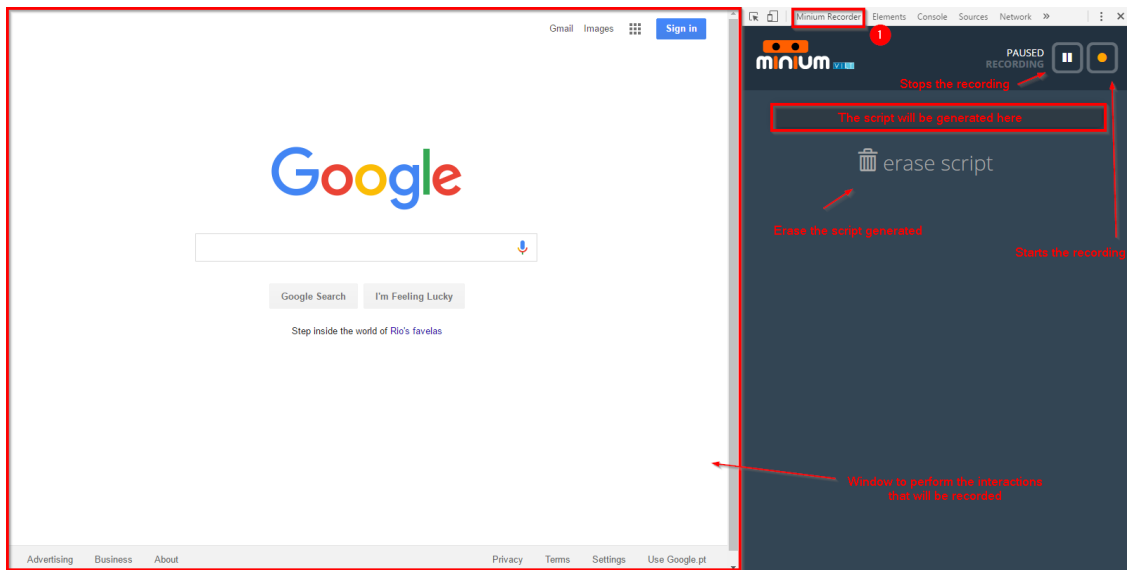 Gmail Images Sign in
Google
Google Search I'm Feeling Lucky
Step inside the world of Rio's favelas
Advertising Business About Privacy Terms Settings Use Google.pt
Minium Recorder Elements Console Sources Network »
1
minium
PAUSED
RECORDING
Stops the recording
The script will be generated here
erase script
Erase the script generated
Starts the recording
Window to perform the interactions
that will be recorded